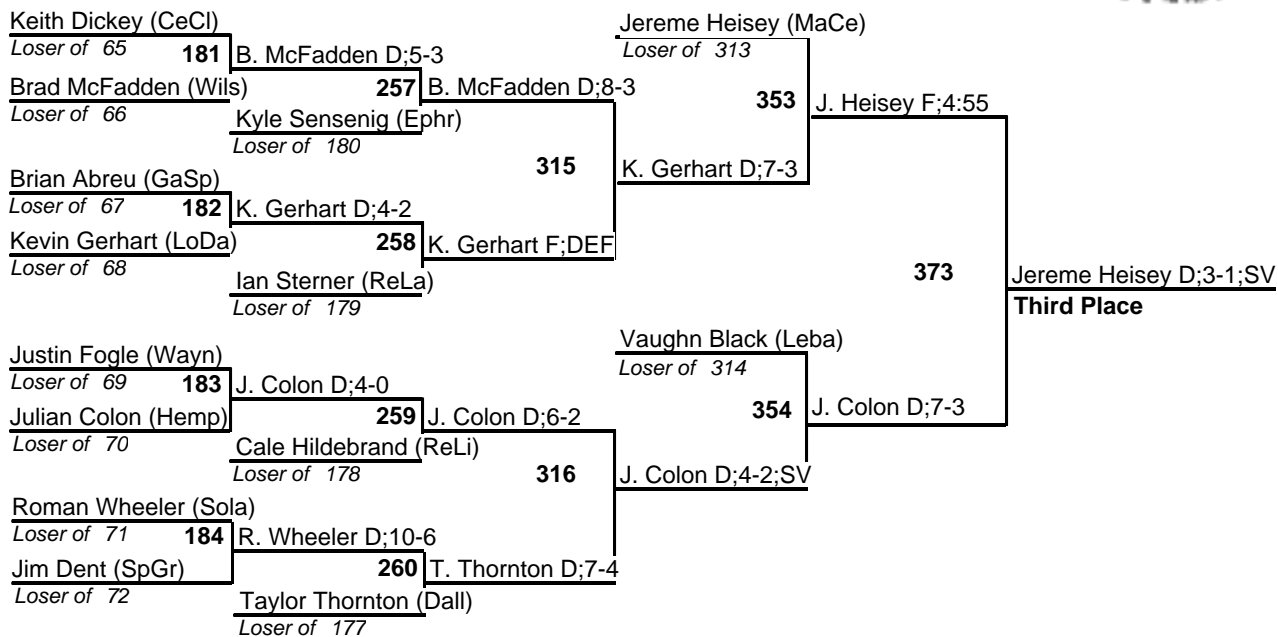 Keith Dickey (CeCl)
Loser of 65
181
B. McFadden D;5-3
Brad McFadden (Wils)
Loser of 66
257
B. McFadden D;8-3
Kyle Sensenig (Ephr)
Loser of 180
Brian Abreu (GaSp)
Loser of 67
182
K. Gerhart D;4-2
Kevin Gerhart (LoDa)
Loser of 68
258
K. Gerhart F;DEF
Ian Sterner (ReLa)
Loser of 179
315
K. Gerhart D;7-3
Jereme Heisey (MaCe)
Loser of 313
353
J. Heisey F;4:55
Justin Fogle (Wayn)
Loser of 69
183
J. Colon D;4-0
Julian Colon (Hemp)
Loser of 70
259
J. Colon D;6-2
Cale Hildebrand (ReLi)
Loser of 178
Roman Wheeler (Sola)
Loser of 71
184
R. Wheeler D;10-6
Jim Dent (SpGr)
Loser of 72
260
T. Thornton D;7-4
Taylor Thornton (Dall)
Loser of 177
316
J. Colon D;4-2;SV
Vaughn Black (Leba)
Loser of 314
354
J. Colon D;7-3
373
Jereme Heisey D;3-1;SV
Third Place